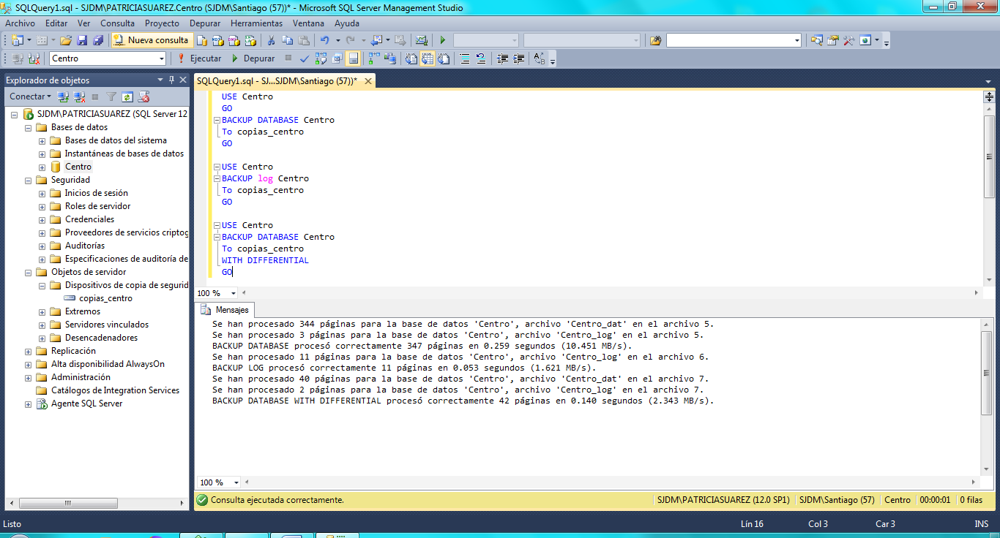 SQLQuery1.sql - SJDM\PATRICIASUAREZ.Centro (SJDM\Santiago (57))* - Microsoft SQL Server Management Studio
Archivo Editar Ver Consulta Proyecto Depurar Herramientas Ventana Ayuda
Nueva consulta
Centro Ejecutar Depurar
Explorador de objetos
SQLQuery1.sql - SJ...SJDM\Santiago (57))*
Conectar
SJDM\PATRICIASUAREZ (SQL Server 12
Bases de datos
Bases de datos del sistema
Instantáneas de bases de datos
Centro
Seguridad
Inicios de sesión
Roles de servidor
Credenciales
Proveedores de servicios criptog
Auditorías
Especificaciones de auditoría de
Objetos de servidor
Dispositivos de copia de segurid
copias_centro
Extremos
Servidores vinculados
Desencadenadores
Replicación
Alta disponibilidad AlwaysOn
Administración
Catálogos de Integration Services
Agente SQL Server
USE Centro
GO
BACKUP DATABASE Centro
To copias_centro
GO
USE Centro
BACKUP log Centro
To copias_centro
GO
USE Centro
BACKUP DATABASE Centro
To copias_centro
WITH DIFFERENTIAL
GO
100 %
Mensajes
Se han procesado 344 páginas para la base de datos 'Centro', archivo 'Centro_dat' en el archivo 5.
Se han procesado 3 páginas para la base de datos 'Centro', archivo 'Centro_log' en el archivo 5.
BACKUP DATABASE procesó correctamente 347 páginas en 0.259 segundos (10.451 MB/s).
Se han procesado 11 páginas para la base de datos 'Centro', archivo 'Centro_log' en el archivo 6.
BACKUP LOG procesó correctamente 11 páginas en 0.053 segundos (1.621 MB/s).
Se han procesado 40 páginas para la base de datos 'Centro', archivo 'Centro_dat' en el archivo 7.
Se han procesado 2 páginas para la base de datos 'Centro', archivo 'Centro_log' en el archivo 7.
BACKUP DATABASE WITH DIFFERENTIAL procesó correctamente 42 páginas en 0.140 segundos (2.343 MB/s).
100 %
Consulta ejecutada correctamente. SJDM\PATRICIASUAREZ (12.0 SP1) SJDM\Santiago (57) Centro 00:00:01 0 filas
Listo Lín 16 Col 3 Car 3 INS